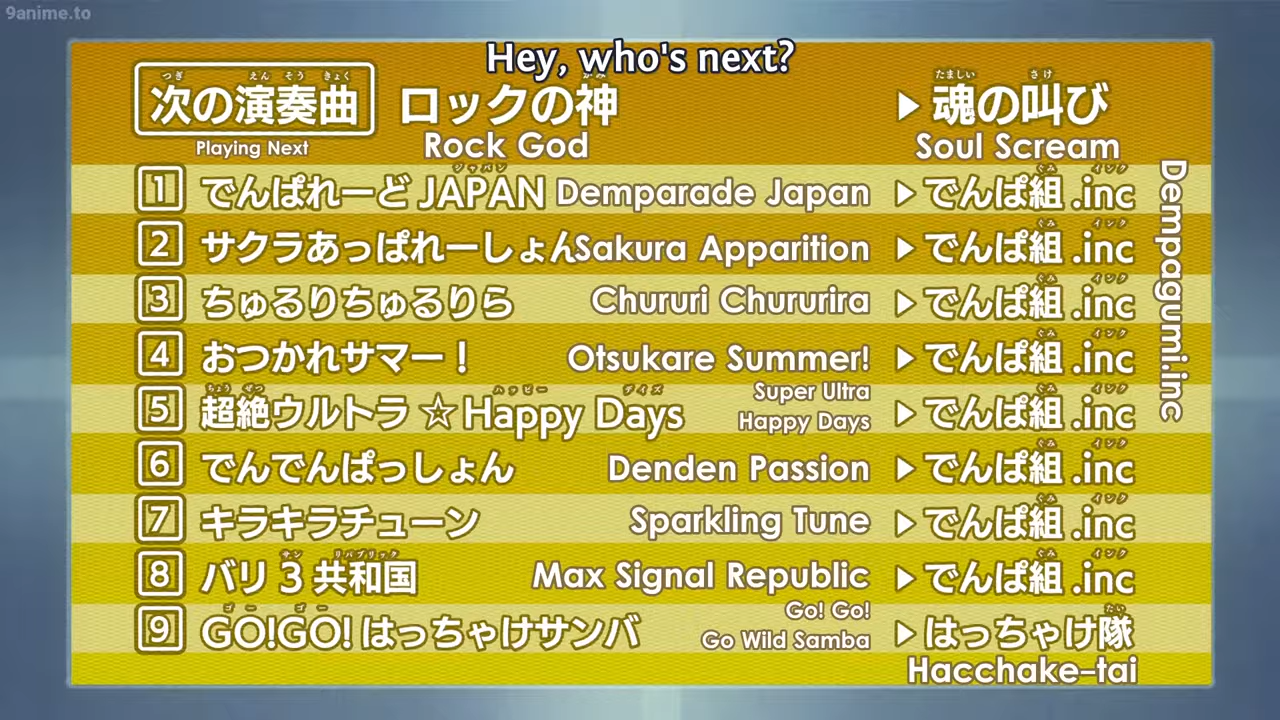 9anime.to
Hey, who's next?
次の演奏曲 ロックの神 ▶魂の叫び
Playing Next Rock God Soul Scream
1 でんぱれーどJAPAN Demparade Japan ▶でんぱ組.inc
2 サクラあっぱれーしょん Sakura Apparition ▶でんぱ組.inc
3 ちゅるりちゅるりら Chururi Chururira ▶でんぱ組.inc
4 おつかれサマー! Otsukare Summer! ▶でんぱ組.inc
5 超絶ウルトラ☆Happy Days Super Ultra Happy Days ▶でんぱ組.inc
6 でんでんぱっしょん Denden Passion ▶でんぱ組.inc
7 キラキラチューン Sparkling Tune ▶でんぱ組.inc
8 バリ3共和国 Max Signal Republic ▶でんぱ組.inc
9 GO!GO!はっちゃけサンバ Go! Go! Go Wild Samba ▶はっちゃけ隊
Hacchake-tai
Dempagumi.inc